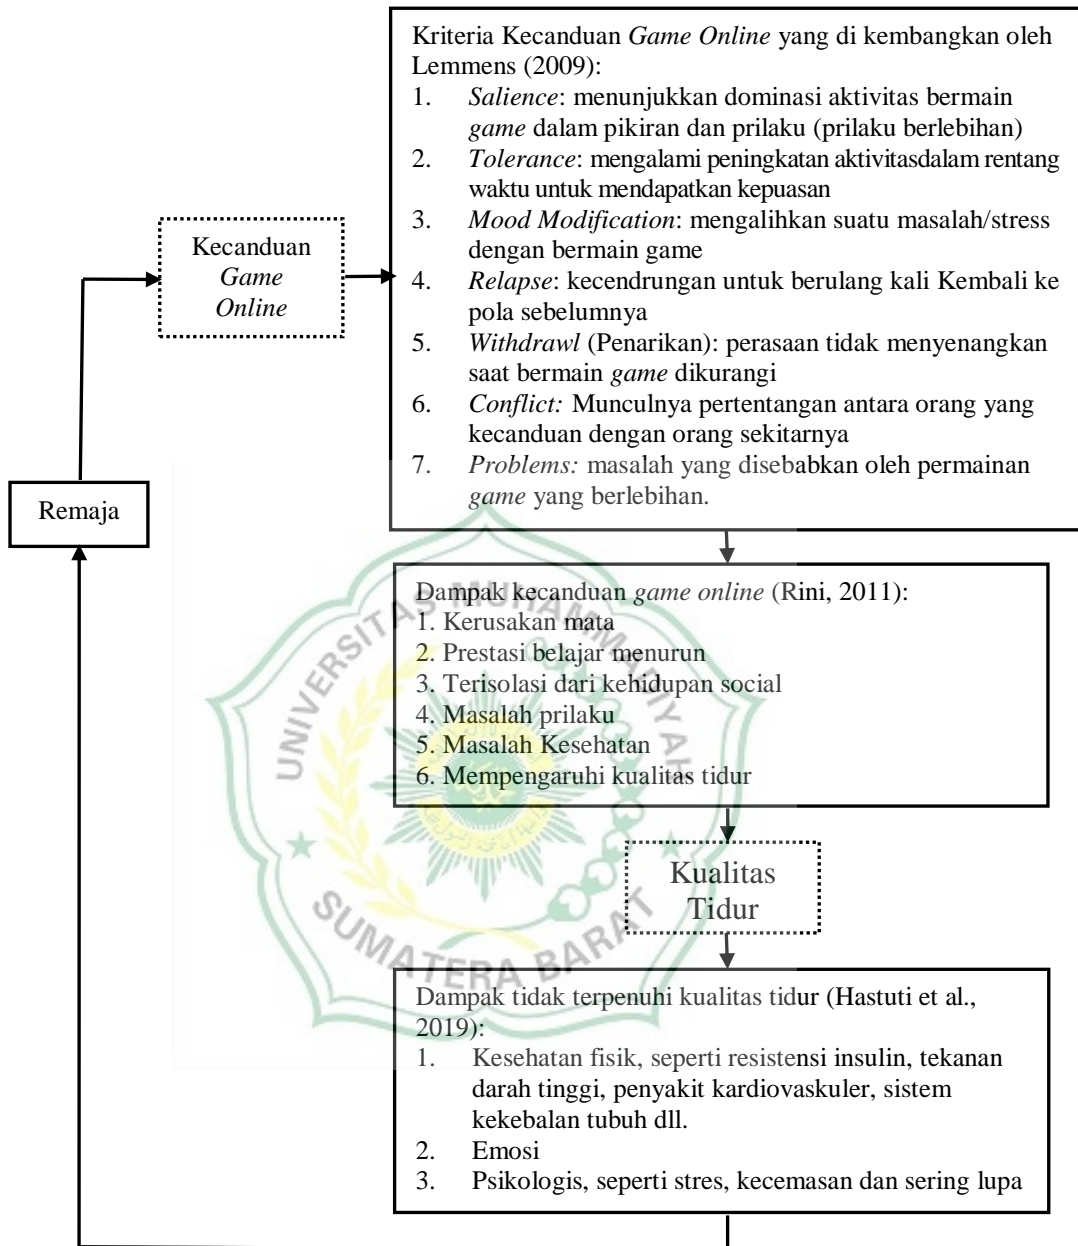 Kriteria Kecanduan Game Online yang di kembangkan oleh
Lemmens (2009):
1. Salience: menunjukkan dominasi aktivitas bermain
game dalam pikiran dan prilaku (prilaku berlebihan)
2. Tolerance: mengalami peningkatan aktivitasdalam rentang
waktu untuk mendapatkan kepuasan
3. Mood Modification: mengalihkan suatu masalah/stress
dengan bermain game
4. Relapse: kecendrungan untuk berulang kali Kembali ke
pola sebelumnya
5. Withdrawl (Penarikan): perasaan tidak menyenangkan
saat bermain game dikurangi
6. Conflict: Munculnya pertentangan antara orang yang
kecanduan dengan orang sekitarnya
7. Problems: masalah yang disebabkan oleh permainan
game yang berlebihan.
Kecanduan
Game
Online
Remaja
Dampak kecanduan game online (Rini, 2011):
1. Kerusakan mata
2. Prestasi belajar menurun
3. Terisolasi dari kehidupan social
4. Masalah prilaku
5. Masalah Kesehatan
6. Mempengaruhi kualitas tidur
Kualitas
Tidur
Dampak tidak terpenuhi kualitas tidur (Hastuti et al.,
2019):
1. Kesehatan fisik, seperti resistensi insulin, tekanan
darah tinggi, penyakit kardiovaskuler, sistem
kekebalan tubuh dll.
2. Emosi
3. Psikologis, seperti stres, kecemasan dan sering lupa
UNIVERSITAS MUHAMMADIYAH
SUMATERA BARAT